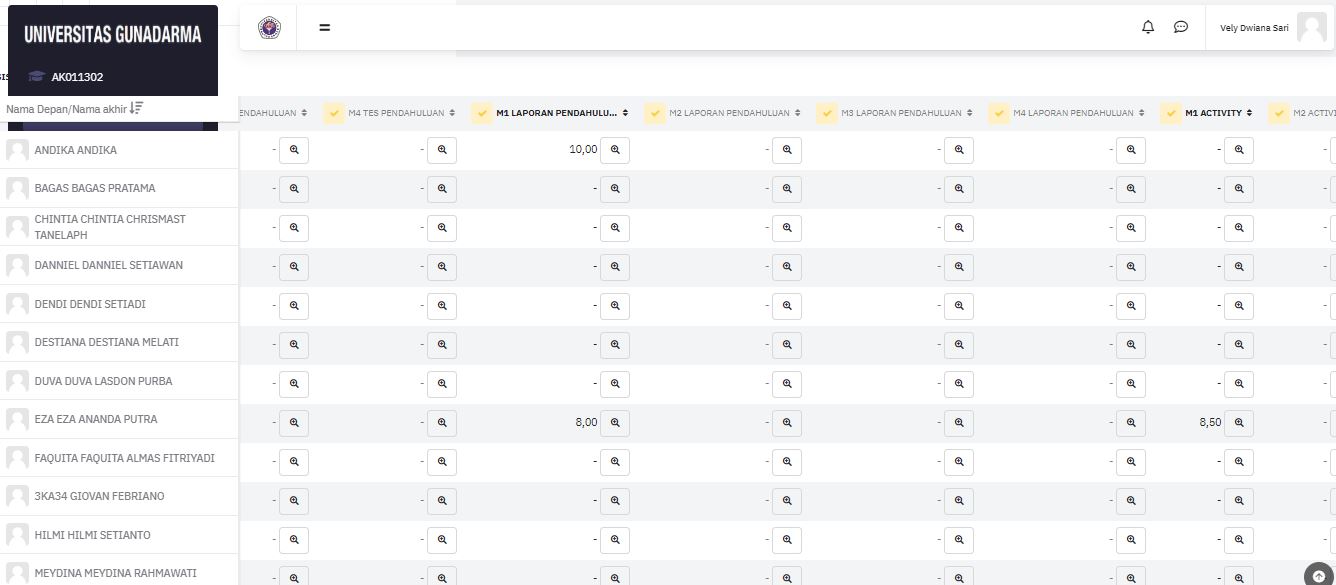 UNIVERSITAS GUNADARMA
Vely Dwiana Sari
AK011302
Nama Depan/Nama akhir
ENDAHULUAN M4 TES PENDAHULUAN M1 LAPORAN PENDAHULU... M2 LAPORAN PENDAHULUAN M3 LAPORAN PENDAHULUAN M4 LAPORAN PENDAHULUAN M1 ACTIVITY M2 ACTIVI
ANDIKA ANDIKA - - 10,00 - - - - -
BAGAS BAGAS PRATAMA - - - - - - - -
CHINTIA CHINTIA CHRISMAST
TANELAPH - - - - - - - -
DANNIEL DANNIEL SETIAWAN - - - - - - - -
DENDI DENDI SETIADI - - - - - - - -
DESTIANA DESTIANA MELATI - - - - - - - -
DUVA DUVA LASDON PURBA - - - - - - - -
EZA EZA ANANDA PUTRA - - 8,00 - - - 8,50 -
FAQUITA FAQUITA ALMAS FITRIYADI - - - - - - - -
3KA34 GIOVAN FEBRIANO - - - - - - - -
HILMI HILMI SETIANTO - - - - - - - -
MEYDINA MEYDINA RAHMAWATI - - - - - - - -